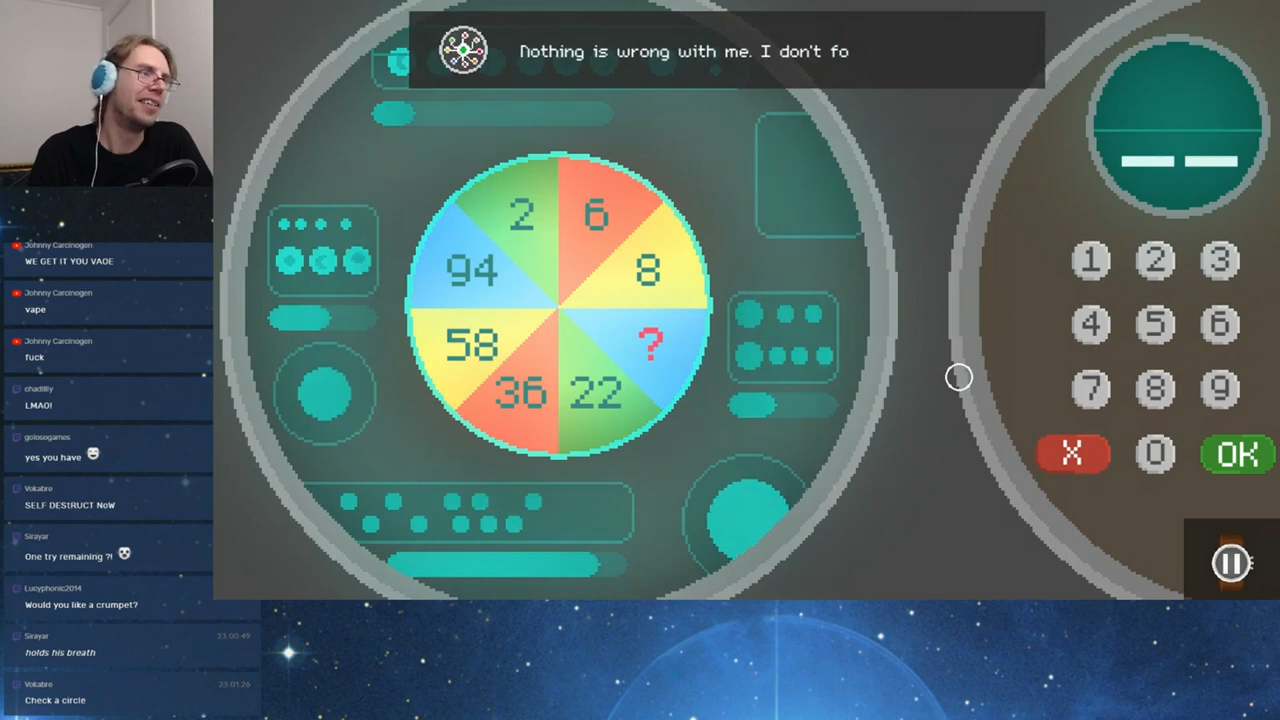 Nothing is wrong with me. I don't fo
2
6
94
8
58
?
36
22
1 2 3
4 5 6
7 8 9
X 0 OK
Johnny Carcinogen
WE GET IT YOU VAOE
Johnny Carcinogen
vape
Johnny Carcinogen
fuck
chadillly
LMAO!
golosogames
yes you have
Vokabre
SELF DEStRUCT NoW
Sirayar
One try remaining ?!
Lucyphonic2014
Would you like a crumpet?
Sirayar 23:00:49
holds his breath
Vokabre 23:01:26
Check a circle